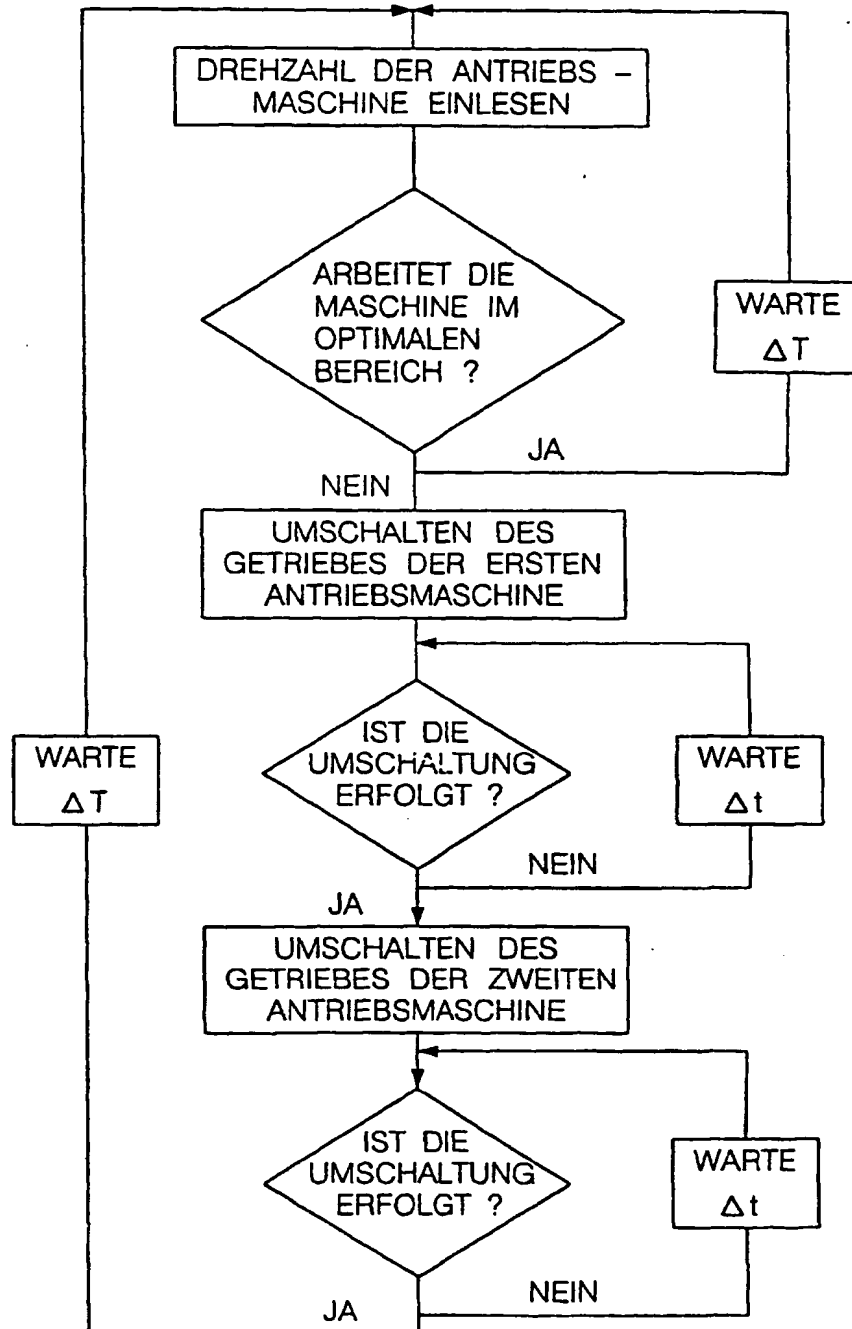 DREHZAHL DER ANTRIEBS –
MASCHINE EINLESEN
ARBEITET DIE
MASCHINE IM
OPTIMALEN
BEREICH ?
WARTE
ΔT
JA
NEIN
UMSCHALTEN DES
GETRIEBES DER ERSTEN
ANTRIEBSMASCHINE
IST DIE
UMSCHALTUNG
ERFOLGT ?
WARTE
Δt
WARTE
ΔT
NEIN
JA
UMSCHALTEN DES
GETRIEBES DER ZWEITEN
ANTRIEBSMASCHINE
IST DIE
UMSCHALTUNG
ERFOLGT ?
WARTE
Δt
NEIN
JA